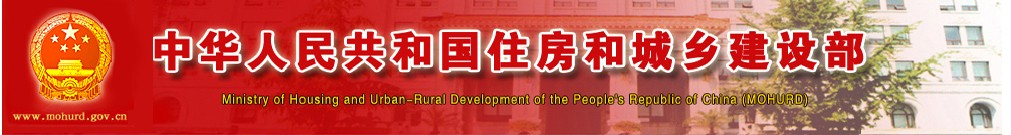 中华人民共和国住房和城乡建设部
Ministry of Housing and Urban-Rural Development of the People's Republic of China (MOHURD)
www.mohurd.gov.cn